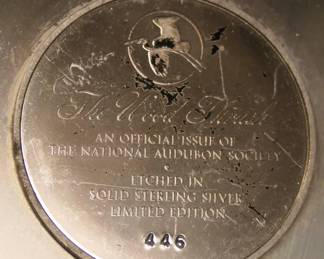 The Wood Thrush
AN OFFICIAL ISSUE OF
THE NATIONAL AUDUBON SOCIETY
ETCHED IN
SOLID STERLING SILVER
LIMITED EDITION
446